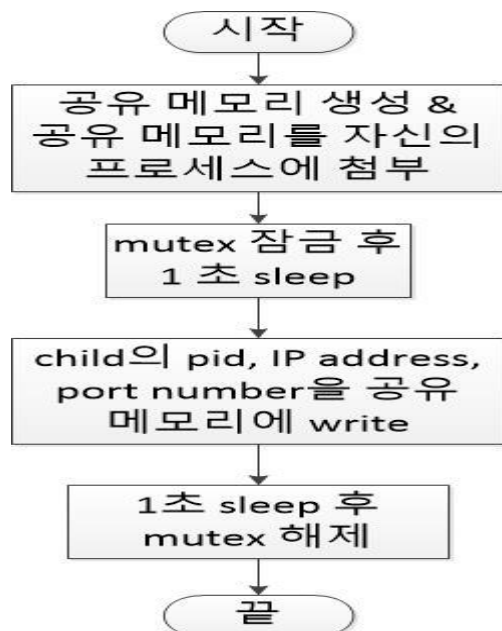 시작
공유 메모리 생성 &
공유 메모리를 자신의
프로세스에 첨부
mutex 잠금 후
1 초 sleep
child의 pid, IP address,
port number을 공유
메모리에 write
1초 sleep 후
mutex 해제
끝